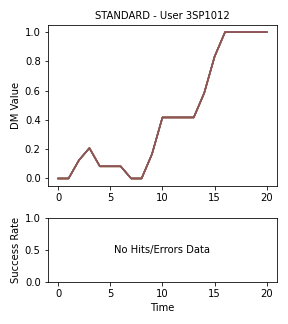 STANDARD - User 3SP1012
1.0
0.8
0.6
0.4
0.2
0.0
DM Value
0 5 10 15 20
1.0
0.5
0.0
Success Rate
No Hits/Errors Data
0 5 10 15 20
Time